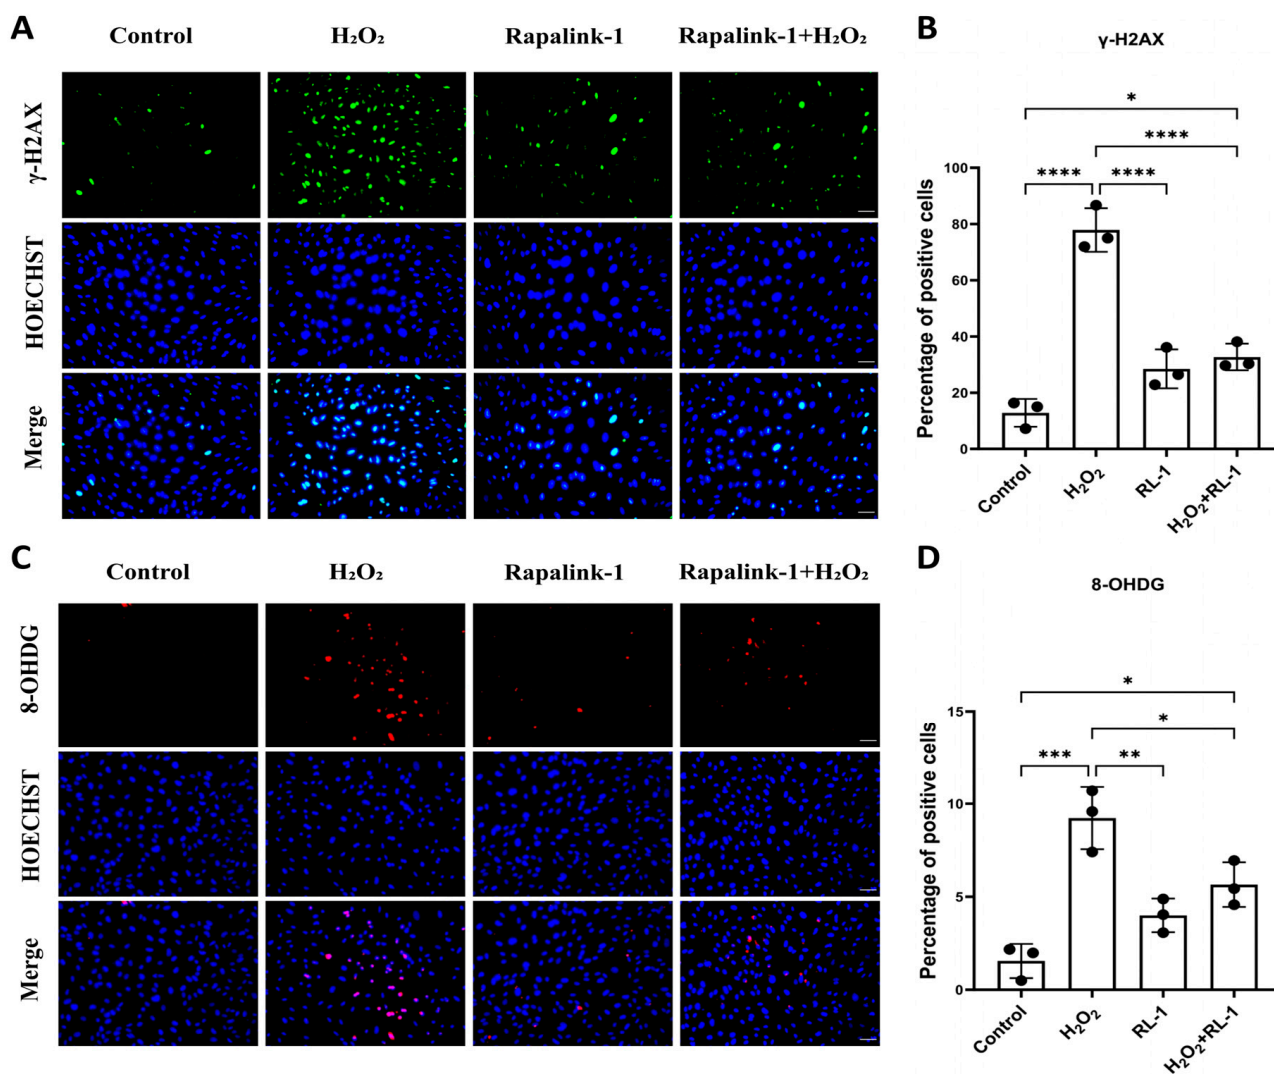 A
Control H₂O₂ Rapalink-1 Rapalink-1+H₂O₂
γ-H2AX
HOECHST
Merge
B
γ-H2AX
*
****
**** ****
Percentage of positive cells
100
80
60
40
20
0
Control H₂O₂ RL-1 H₂O₂+RL-1
C
Control H₂O₂ Rapalink-1 Rapalink-1+H₂O₂
8-OHDG
HOECHST
Merge
D
8-OHDG
*
*
*** **
Percentage of positive cells
15
10
5
0
Control H₂O₂ RL-1 H₂O₂+RL-1